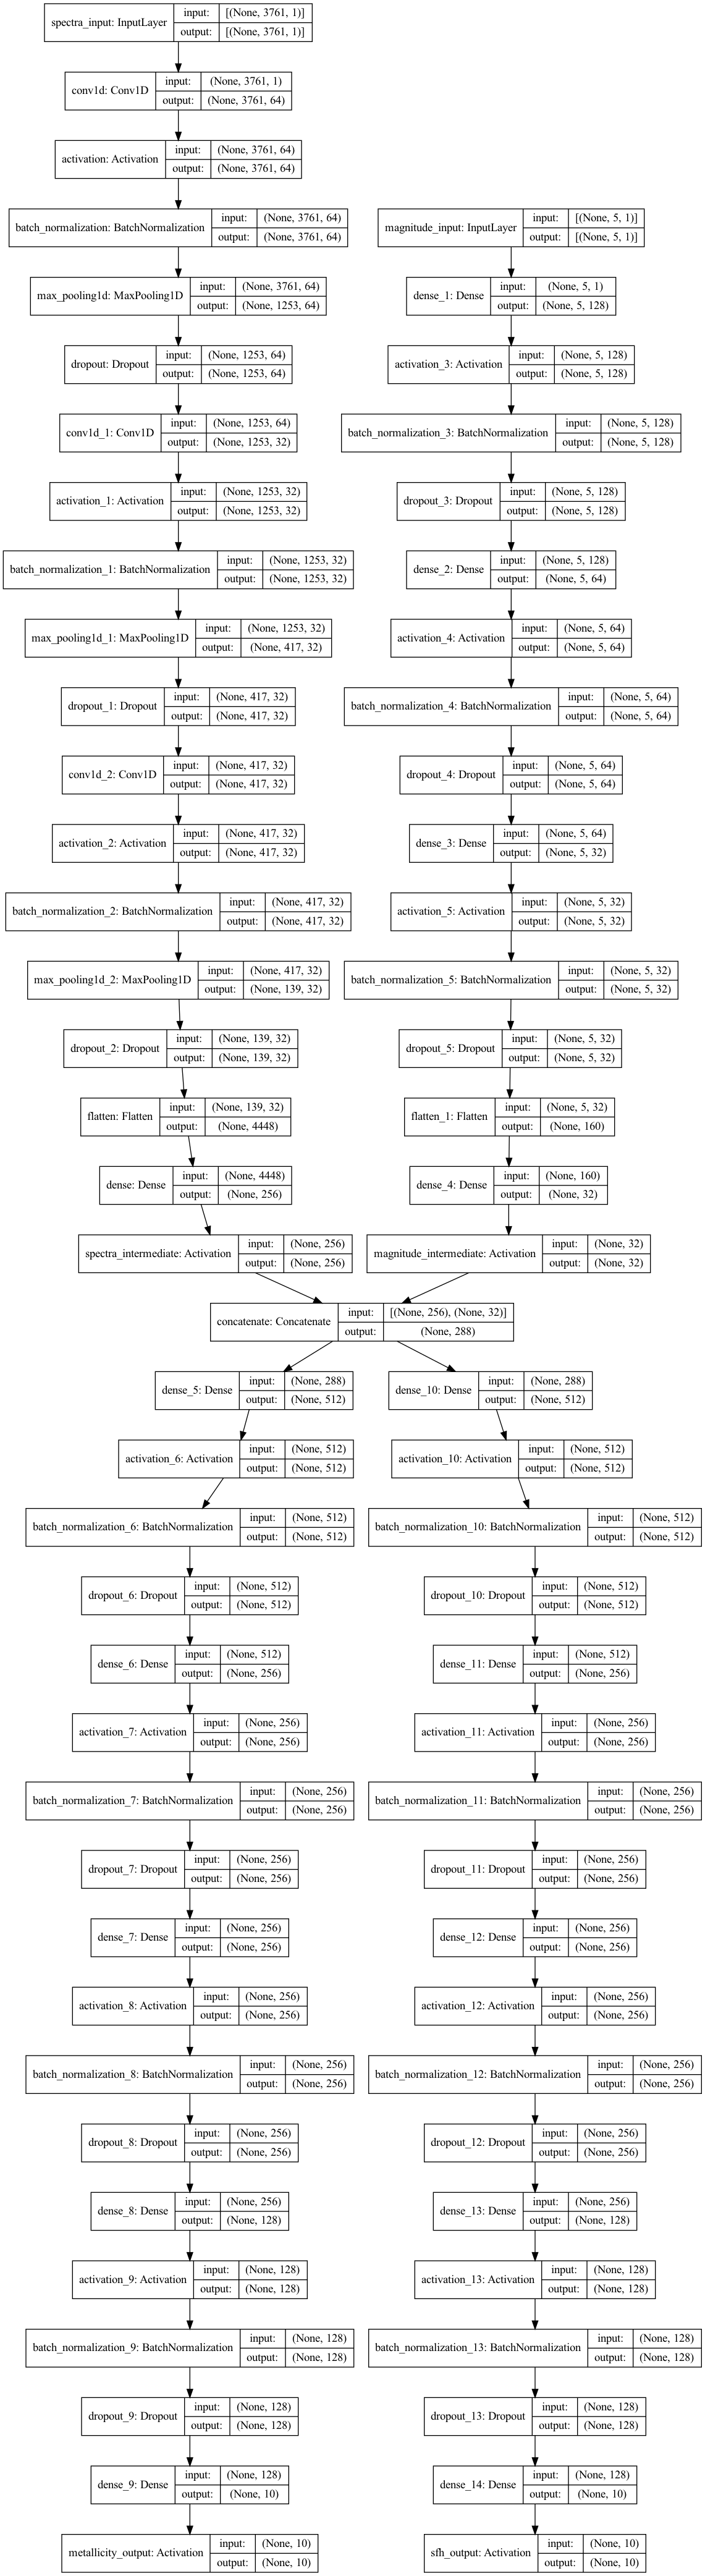 spectra_input: InputLayer
input: [(None, 3761, 1)]
output: [(None, 3761, 1)]
conv1d: Conv1D
input: (None, 3761, 1)
output: (None, 3761, 64)
activation: Activation
input: (None, 3761, 64)
output: (None, 3761, 64)
batch_normalization: BatchNormalization
input: (None, 3761, 64)
output: (None, 3761, 64)
max_pooling1d: MaxPooling1D
input: (None, 3761, 64)
output: (None, 1253, 64)
dropout: Dropout
input: (None, 1253, 64)
output: (None, 1253, 64)
conv1d_1: Conv1D
input: (None, 1253, 64)
output: (None, 1253, 32)
activation_1: Activation
input: (None, 1253, 32)
output: (None, 1253, 32)
batch_normalization_1: BatchNormalization
input: (None, 1253, 32)
output: (None, 1253, 32)
max_pooling1d_1: MaxPooling1D
input: (None, 1253, 32)
output: (None, 417, 32)
dropout_1: Dropout
input: (None, 417, 32)
output: (None, 417, 32)
conv1d_2: Conv1D
input: (None, 417, 32)
output: (None, 417, 32)
activation_2: Activation
input: (None, 417, 32)
output: (None, 417, 32)
batch_normalization_2: BatchNormalization
input: (None, 417, 32)
output: (None, 417, 32)
max_pooling1d_2: MaxPooling1D
input: (None, 417, 32)
output: (None, 139, 32)
dropout_2: Dropout
input: (None, 139, 32)
output: (None, 139, 32)
flatten: Flatten
input: (None, 139, 32)
output: (None, 4448)
dense: Dense
input: (None, 4448)
output: (None, 256)
spectra_intermediate: Activation
input: (None, 256)
output: (None, 256)
magnitude_input: InputLayer
input: [(None, 5, 1)]
output: [(None, 5, 1)]
dense_1: Dense
input: (None, 5, 1)
output: (None, 5, 128)
activation_3: Activation
input: (None, 5, 128)
output: (None, 5, 128)
batch_normalization_3: BatchNormalization
input: (None, 5, 128)
output: (None, 5, 128)
dropout_3: Dropout
input: (None, 5, 128)
output: (None, 5, 128)
dense_2: Dense
input: (None, 5, 128)
output: (None, 5, 64)
activation_4: Activation
input: (None, 5, 64)
output: (None, 5, 64)
batch_normalization_4: BatchNormalization
input: (None, 5, 64)
output: (None, 5, 64)
dropout_4: Dropout
input: (None, 5, 64)
output: (None, 5, 64)
dense_3: Dense
input: (None, 5, 64)
output: (None, 5, 32)
activation_5: Activation
input: (None, 5, 32)
output: (None, 5, 32)
batch_normalization_5: BatchNormalization
input: (None, 5, 32)
output: (None, 5, 32)
dropout_5: Dropout
input: (None, 5, 32)
output: (None, 5, 32)
flatten_1: Flatten
input: (None, 5, 32)
output: (None, 160)
dense_4: Dense
input: (None, 160)
output: (None, 32)
magnitude_intermediate: Activation
input: (None, 32)
output: (None, 32)
concatenate: Concatenate
input: [(None, 256), (None, 32)]
output: (None, 288)
dense_5: Dense
input: (None, 288)
output: (None, 512)
activation_6: Activation
input: (None, 512)
output: (None, 512)
batch_normalization_6: BatchNormalization
input: (None, 512)
output: (None, 512)
dropout_6: Dropout
input: (None, 512)
output: (None, 512)
dense_6: Dense
input: (None, 512)
output: (None, 256)
activation_7: Activation
input: (None, 256)
output: (None, 256)
batch_normalization_7: BatchNormalization
input: (None, 256)
output: (None, 256)
dropout_7: Dropout
input: (None, 256)
output: (None, 256)
dense_7: Dense
input: (None, 256)
output: (None, 256)
activation_8: Activation
input: (None, 256)
output: (None, 256)
batch_normalization_8: BatchNormalization
input: (None, 256)
output: (None, 256)
dropout_8: Dropout
input: (None, 256)
output: (None, 256)
dense_8: Dense
input: (None, 256)
output: (None, 128)
activation_9: Activation
input: (None, 128)
output: (None, 128)
batch_normalization_9: BatchNormalization
input: (None, 128)
output: (None, 128)
dropout_9: Dropout
input: (None, 128)
output: (None, 128)
dense_9: Dense
input: (None, 128)
output: (None, 10)
metallicity_output: Activation
input: (None, 10)
output: (None, 10)
dense_10: Dense
input: (None, 288)
output: (None, 512)
activation_10: Activation
input: (None, 512)
output: (None, 512)
batch_normalization_10: BatchNormalization
input: (None, 512)
output: (None, 512)
dropout_10: Dropout
input: (None, 512)
output: (None, 512)
dense_11: Dense
input: (None, 512)
output: (None, 256)
activation_11: Activation
input: (None, 256)
output: (None, 256)
batch_normalization_11: BatchNormalization
input: (None, 256)
output: (None, 256)
dropout_11: Dropout
input: (None, 256)
output: (None, 256)
dense_12: Dense
input: (None, 256)
output: (None, 256)
activation_12: Activation
input: (None, 256)
output: (None, 256)
batch_normalization_12: BatchNormalization
input: (None, 256)
output: (None, 256)
dropout_12: Dropout
input: (None, 256)
output: (None, 256)
dense_13: Dense
input: (None, 256)
output: (None, 128)
activation_13: Activation
input: (None, 128)
output: (None, 128)
batch_normalization_13: BatchNormalization
input: (None, 128)
output: (None, 128)
dropout_13: Dropout
input: (None, 128)
output: (None, 128)
dense_14: Dense
input: (None, 128)
output: (None, 10)
sfh_output: Activation
input: (None, 10)
output: (None, 10)